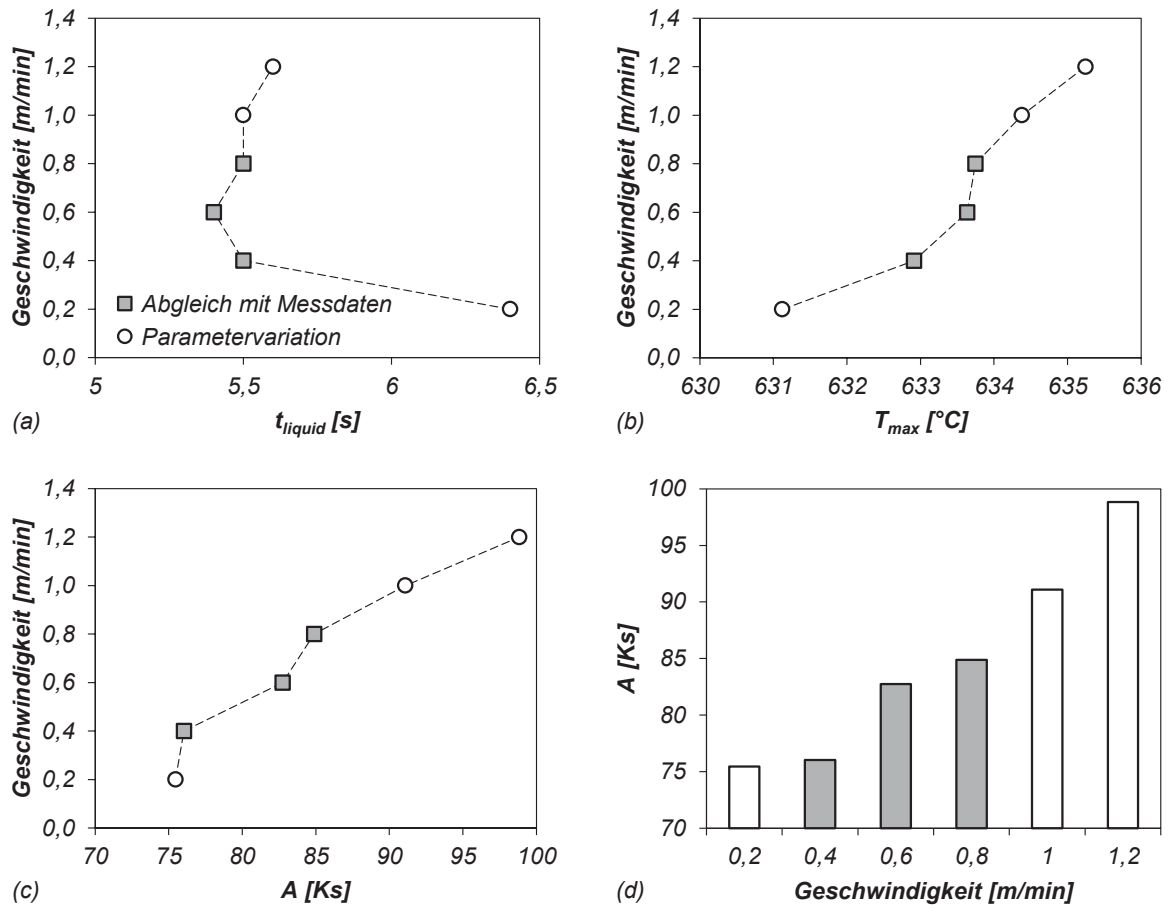 1,4
1,2
1,0
0,8
0,6
0,4
0,2
0,0
Geschwindigkeit [m/min]
Abgleich mit Messdaten
Parametervariation
5 5,5 6 6,5
(a) t_liquid [s]
1,4
1,2
1,0
0,8
0,6
0,4
0,2
0,0
Geschwindigkeit [m/min]
630 631 632 633 634 635 636
(b) T_max [°C]
1,4
1,2
1,0
0,8
0,6
0,4
0,2
0,0
Geschwindigkeit [m/min]
70 75 80 85 90 95 100
(c) A [Ks]
100
95
90
85
80
75
70
A [Ks]
0,2 0,4 0,6 0,8 1 1,2
(d) Geschwindigkeit [m/min]